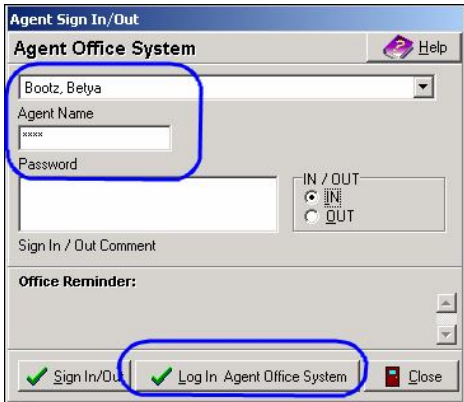 Agent Sign In/Out
Agent Office System
Help
Bootz, Betya
Agent Name
xxxx
Password
IN / OUT
IN
OUT
Sign In / Out Comment
Office Reminder:
Sign In/Out
Log In Agent Office System
Close